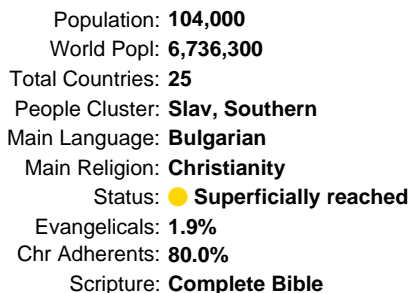 Population: 104,000
World Popl: 6,736,300
Total Countries: 25
People Cluster: Slav, Southern
Main Language: Bulgarian
Main Religion: Christianity
Status: Superficially reached
Evangelicals: 1.9%
Chr Adherents: 80.0%
Scripture: Complete Bible